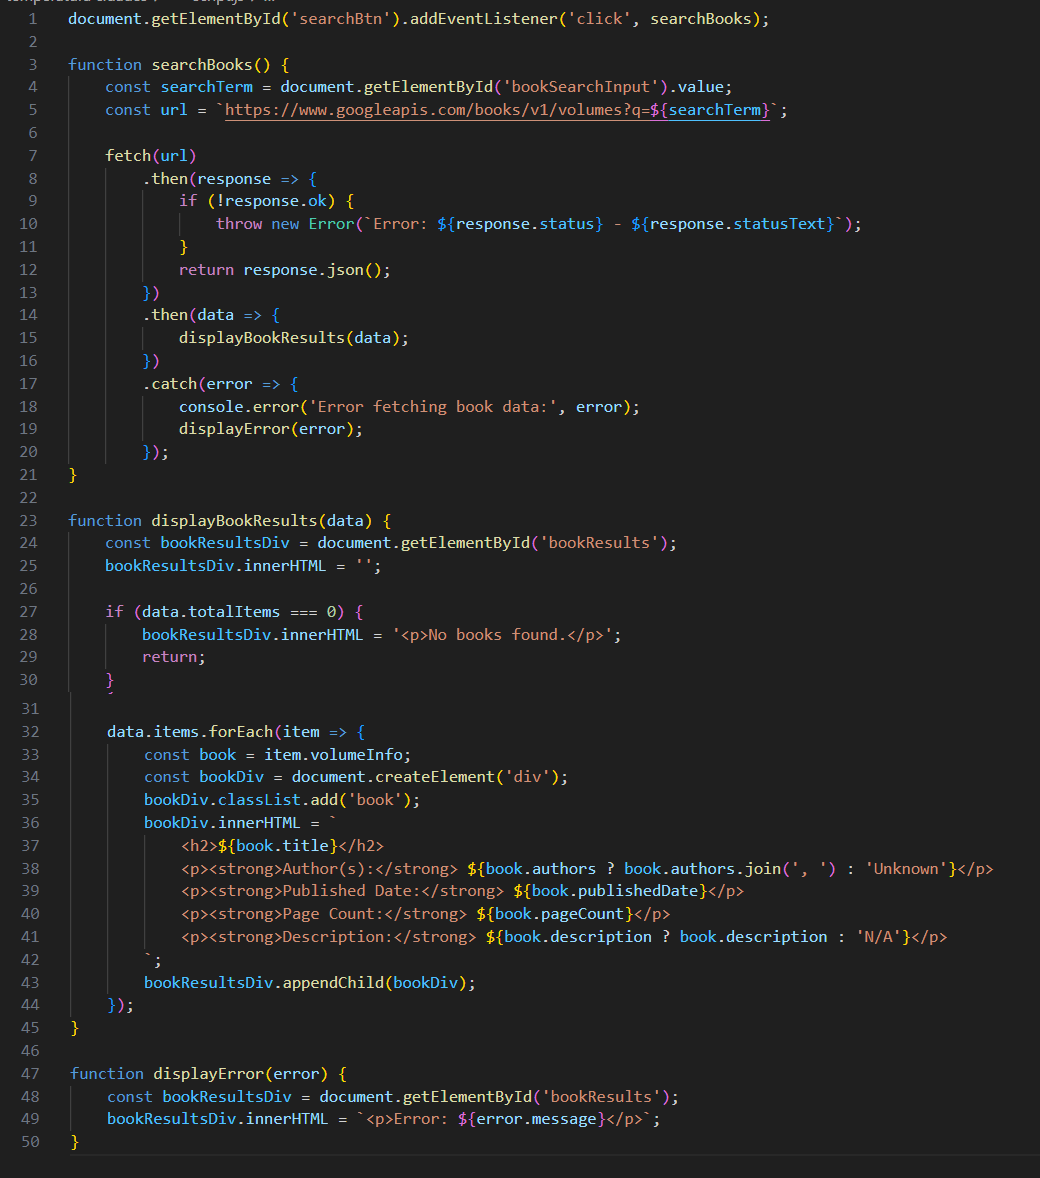 1 document.getElementById('searchBtn').addEventListener('click', searchBooks);
2
3 function searchBooks() {
4     const searchTerm = document.getElementById('bookSearchInput').value;
5     const url = `https://www.googleapis.com/books/v1/volumes?q=${searchTerm}`;
6
7     fetch(url)
8         .then(response => {
9             if (!response.ok) {
10                 throw new Error(`Error: ${response.status} - ${response.statusText}`);
11             }
12             return response.json();
13         })
14         .then(data => {
15             displayBookResults(data);
16         })
17         .catch(error => {
18             console.error('Error fetching book data:', error);
19             displayError(error);
20         });
21 }
22
23 function displayBookResults(data) {
24     const bookResultsDiv = document.getElementById('bookResults');
25     bookResultsDiv.innerHTML = '';
26
27     if (data.totalItems === 0) {
28         bookResultsDiv.innerHTML = '<p>No books found.</p>';
29         return;
30     }
31
32     data.items.forEach(item => {
33         const book = item.volumeInfo;
34         const bookDiv = document.createElement('div');
35         bookDiv.classList.add('book');
36         bookDiv.innerHTML = `
37             <h2>${book.title}</h2>
38             <p><strong>Author(s):</strong> ${book.authors ? book.authors.join(', ') : 'Unknown'}</p>
39             <p><strong>Published Date:</strong> ${book.publishedDate}</p>
40             <p><strong>Page Count:</strong> ${book.pageCount}</p>
41             <p><strong>Description:</strong> ${book.description ? book.description : 'N/A'}</p>
42         `;
43         bookResultsDiv.appendChild(bookDiv);
44     });
45 }
46
47 function displayError(error) {
48     const bookResultsDiv = document.getElementById('bookResults');
49     bookResultsDiv.innerHTML = `<p>Error: ${error.message}</p>`;
50 }